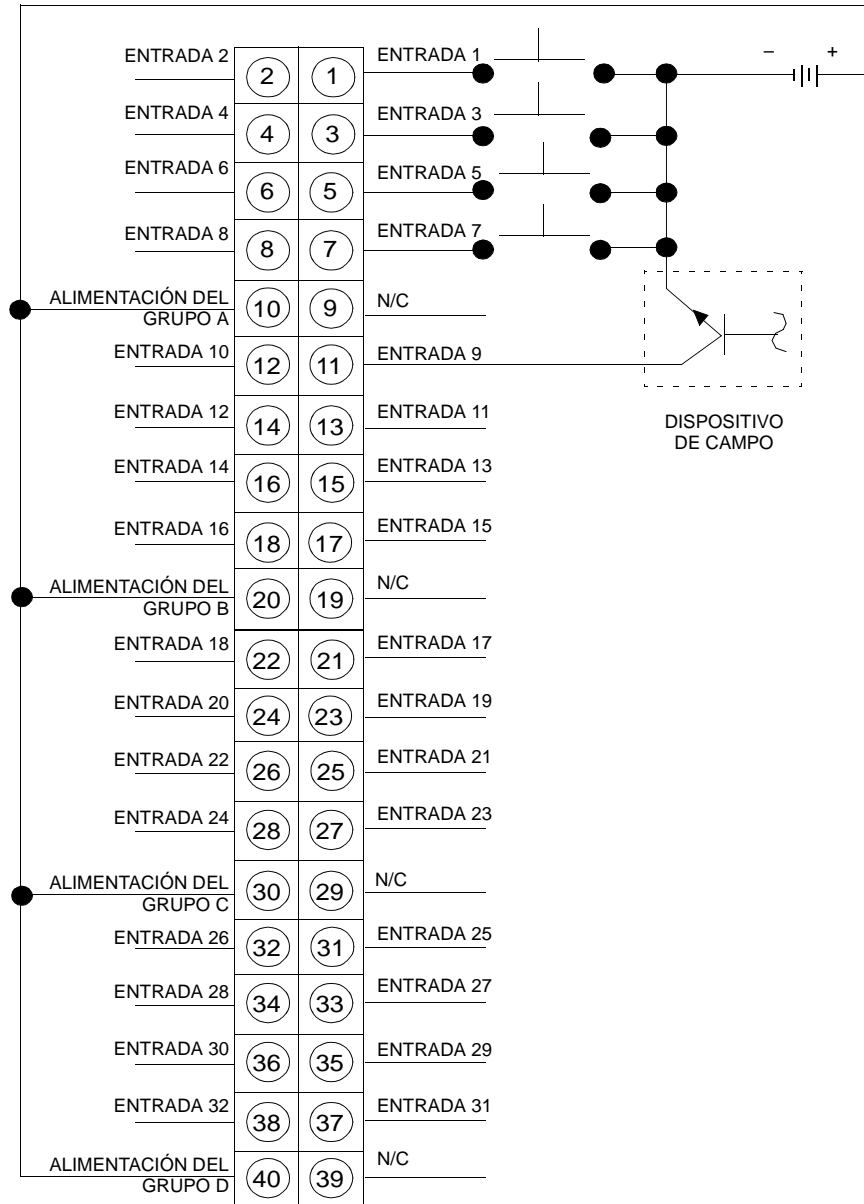 ENTRADA 2 2 1 ENTRADA 1 – +
ENTRADA 4 4 3 ENTRADA 3
ENTRADA 6 6 5 ENTRADA 5
ENTRADA 8 8 7 ENTRADA 7
ALIMENTACIÓN DEL
GRUPO A 10 9 N/C
ENTRADA 10 12 11 ENTRADA 9
DISPOSITIVO
DE CAMPO
ENTRADA 12 14 13 ENTRADA 11
ENTRADA 14 16 15 ENTRADA 13
ENTRADA 16 18 17 ENTRADA 15
ALIMENTACIÓN DEL
GRUPO B 20 19 N/C
ENTRADA 18 22 21 ENTRADA 17
ENTRADA 20 24 23 ENTRADA 19
ENTRADA 22 26 25 ENTRADA 21
ENTRADA 24 28 27 ENTRADA 23
ALIMENTACIÓN DEL
GRUPO C 30 29 N/C
ENTRADA 26 32 31 ENTRADA 25
ENTRADA 28 34 33 ENTRADA 27
ENTRADA 30 36 35 ENTRADA 29
ENTRADA 32 38 37 ENTRADA 31
ALIMENTACIÓN DEL
GRUPO D 40 39 N/C